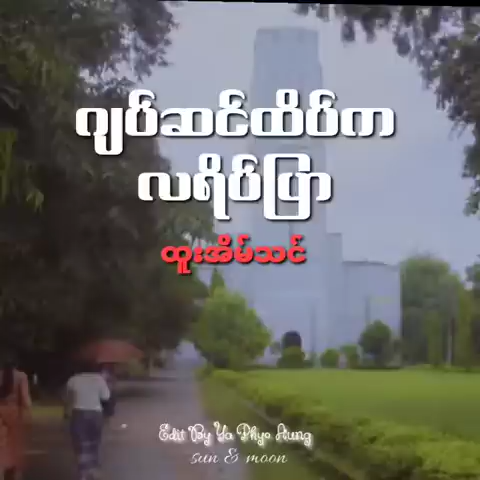 ဂျပ်ဆင်ထိပ်က
လရိပ်ပြာ
ထူးအိမ်သင်
Edit By Ya Phyo Aung
sun & moon